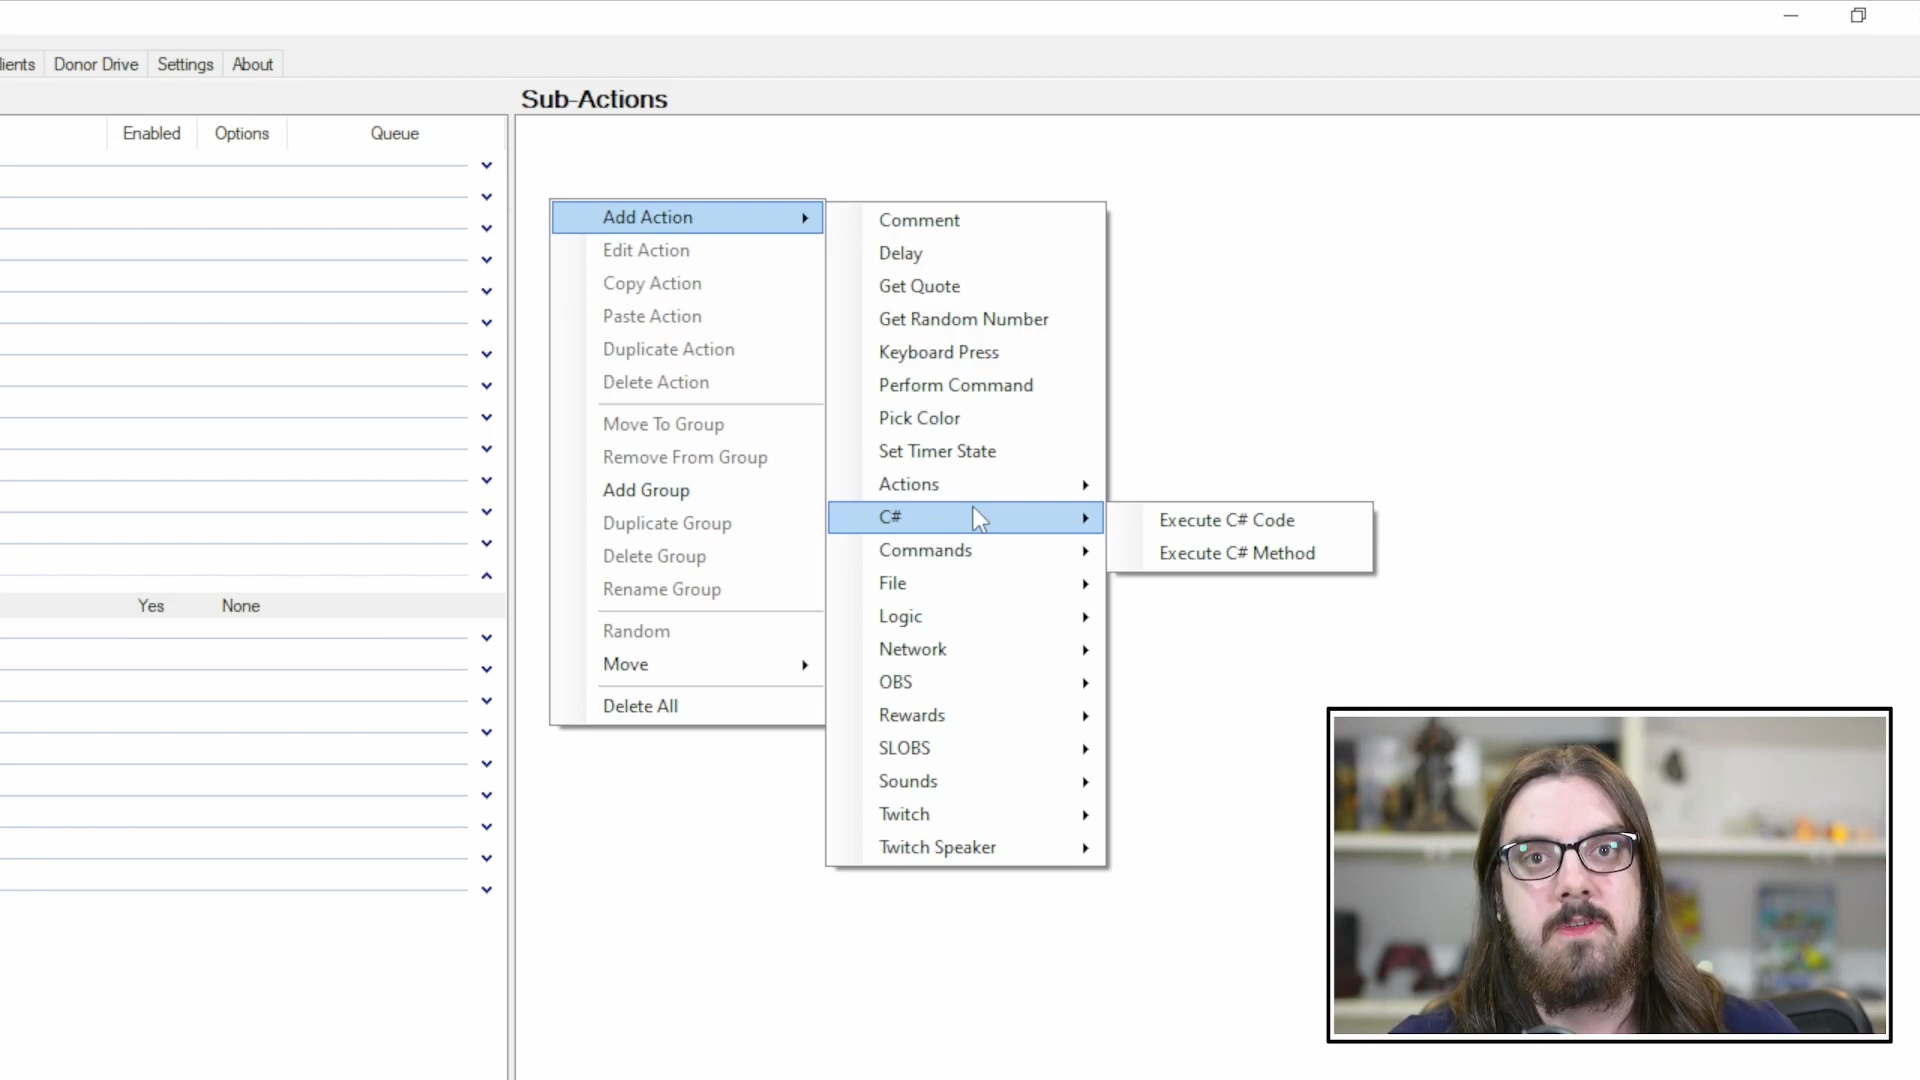 lients Donor Drive Settings About
Sub-Actions
Enabled Options Queue
Yes None
Add Action
Edit Action
Copy Action
Paste Action
Duplicate Action
Delete Action
Move To Group
Remove From Group
Add Group
Duplicate Group
Delete Group
Rename Group
Random
Move
Delete All
Comment
Delay
Get Quote
Get Random Number
Keyboard Press
Perform Command
Pick Color
Set Timer State
Actions
C#
Commands
File
Logic
Network
OBS
Rewards
SLOBS
Sounds
Twitch
Twitch Speaker
Execute C# Code
Execute C# Method